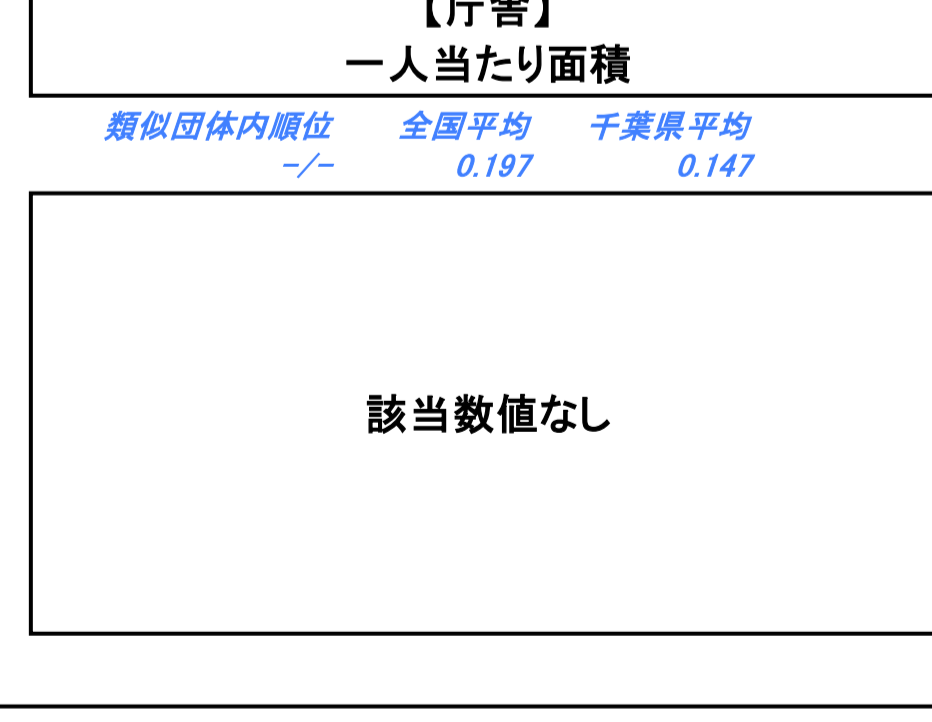 【庁舎】
一人当たり面積
類似団体内順位 全国平均 千葉県平均
-/- 0.197 0.147
該当数値なし